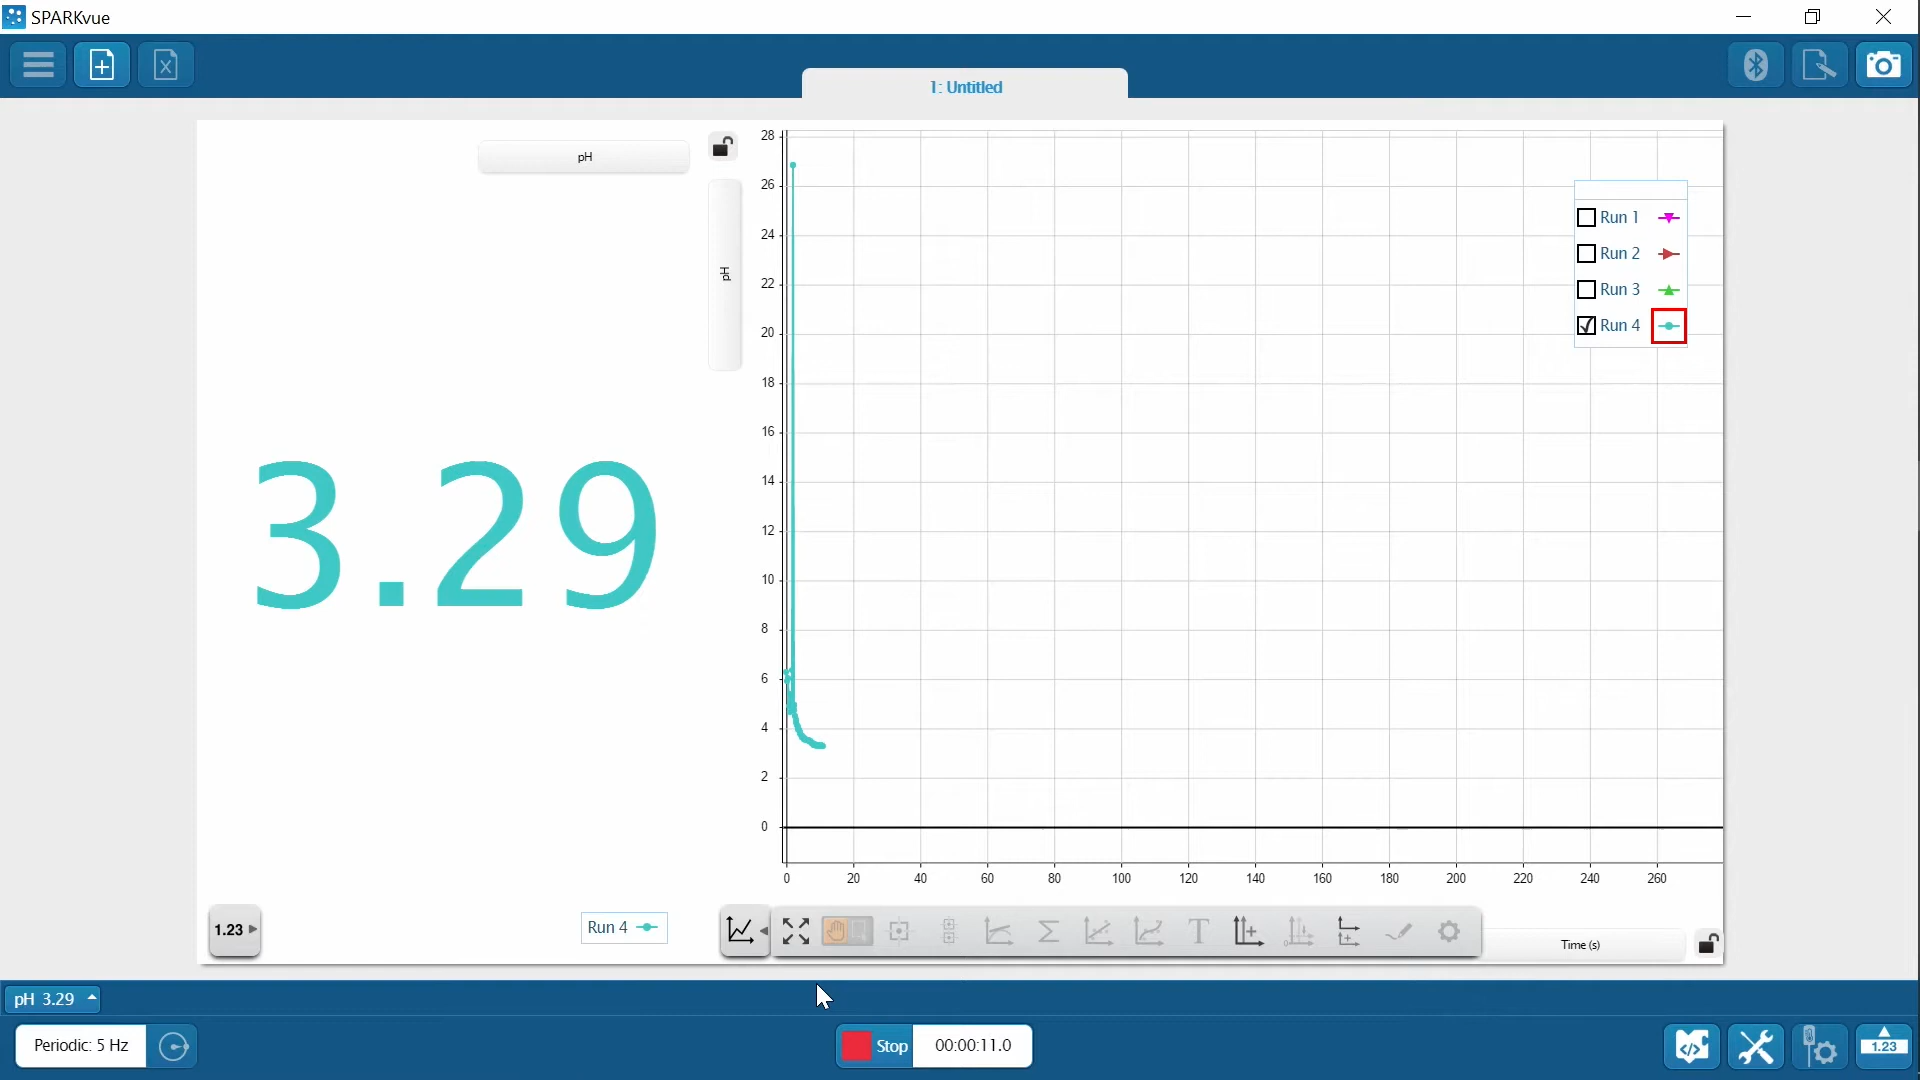 SPARKvue
1: Untitled
pH
pH
28
26
24
22
20
18
16
14
12
10
8
6
4
2
0
0 20 40 60 80 100 120 140 160 180 200 220 240 260
Run 1
Run 2
Run 3
Run 4
3.29
1.23
Run 4
Time (s)
pH 3.29
Periodic: 5 Hz
Stop 00:00:11.0
1.23